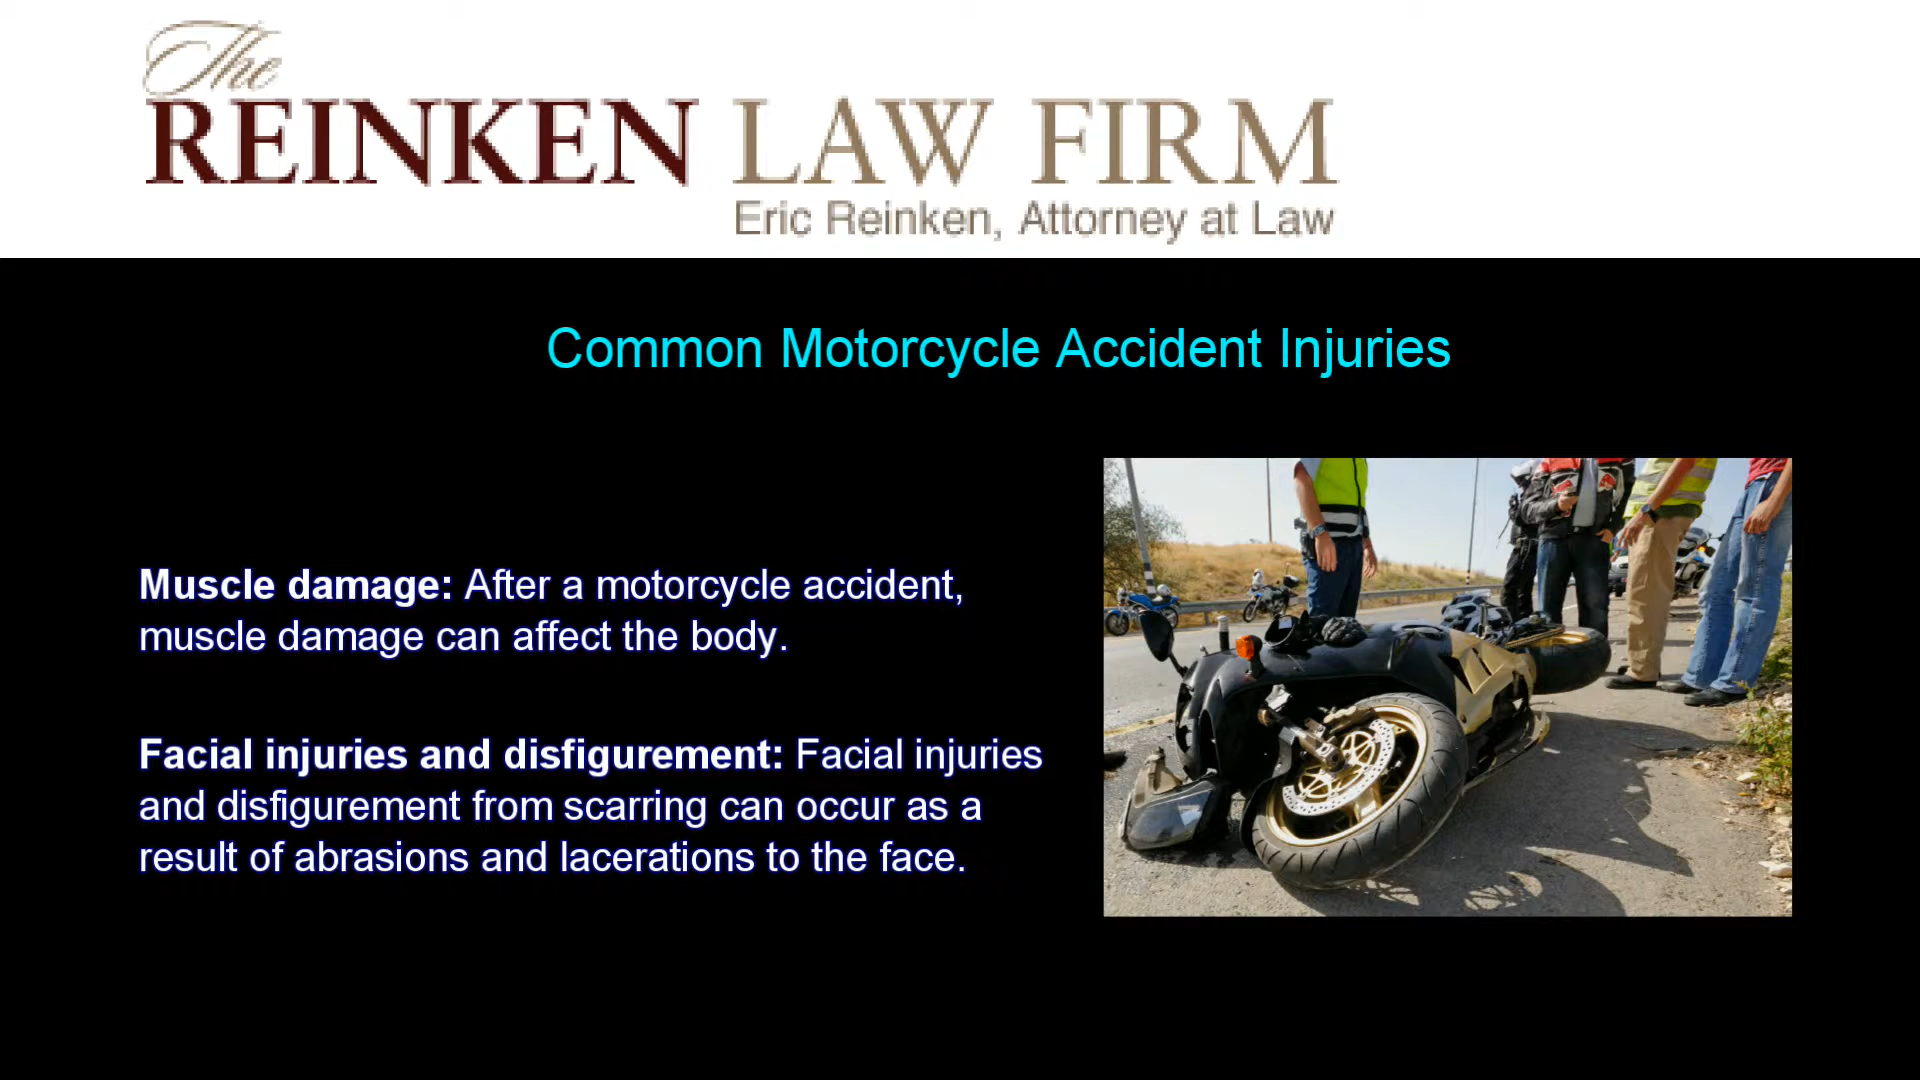 The
REINKEN LAW FIRM
Eric Reinken, Attorney at Law
Common Motorcycle Accident Injuries
Muscle damage: After a motorcycle accident,
muscle damage can affect the body.
Facial injuries and disfigurement: Facial injuries
and disfigurement from scarring can occur as a
result of abrasions and lacerations to the face.